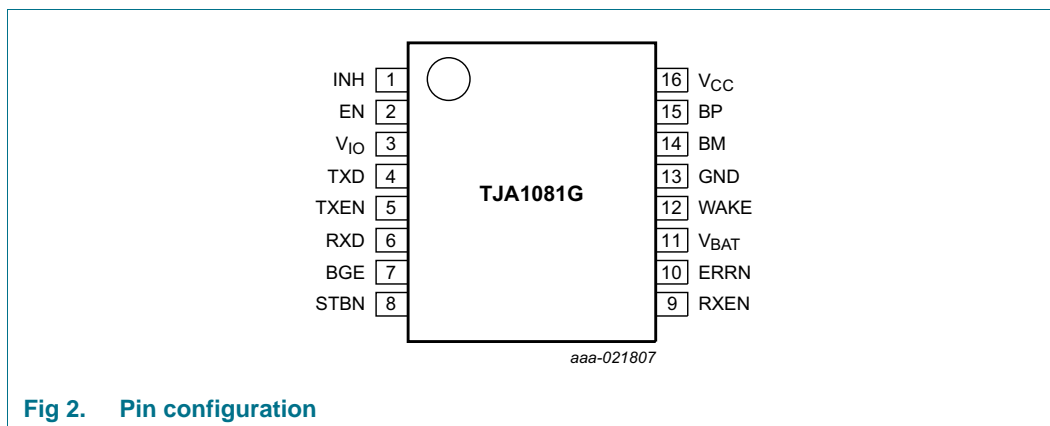 INH 1
EN 2
VIO 3
TXD 4
TXEN 5
RXD 6
BGE 7
STBN 8
TJA1081G
16 VCC
15 BP
14 BM
13 GND
12 WAKE
11 VBAT
10 ERRN
9 RXEN
aaa-021807
Fig 2. Pin configuration